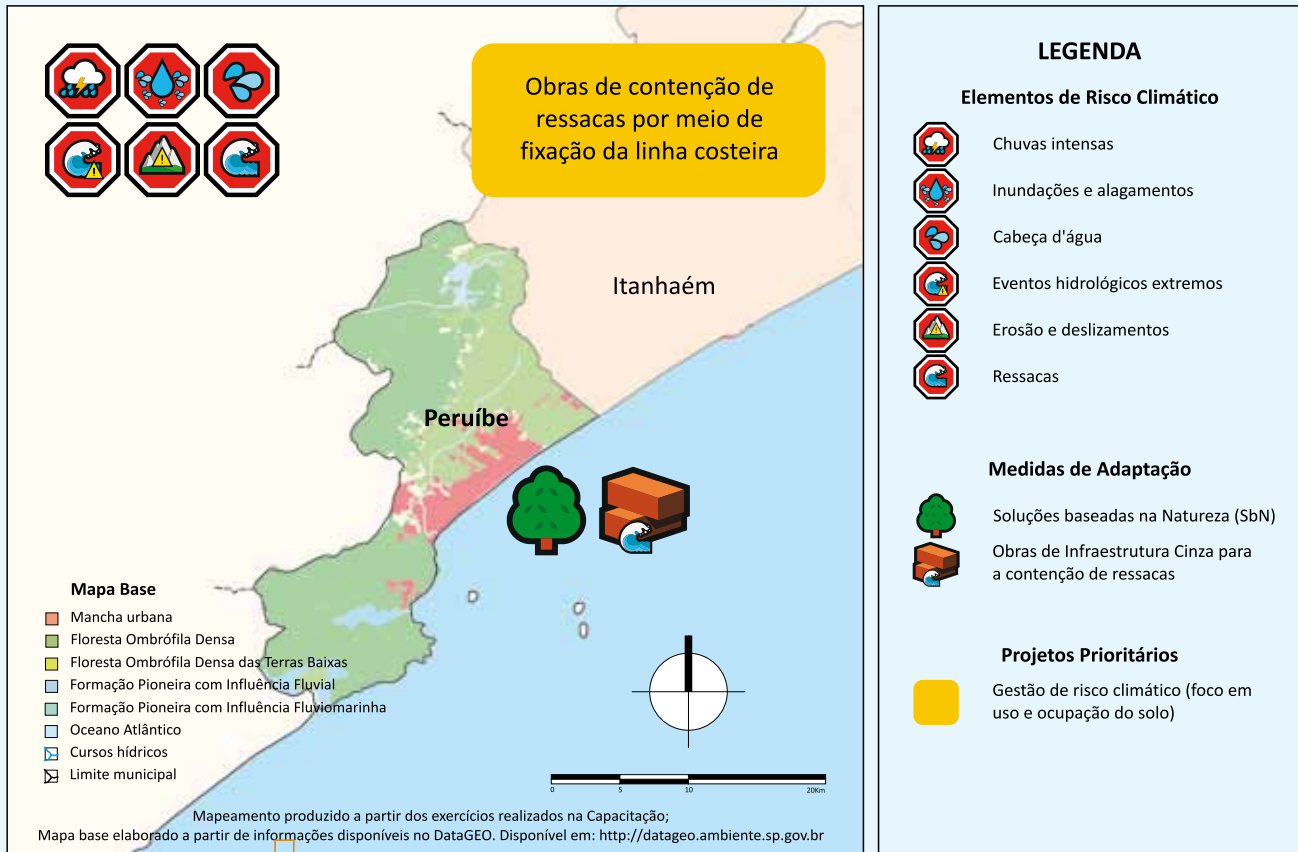 Obras de contenção de
ressacas por meio de
fixação da linha costeira
Itanhaém
Peruíbe
Mapa Base
Mancha urbana
Floresta Ombrófila Densa
Floresta Ombrófila Densa das Terras Baixas
Formação Pioneira com Influência Fluvial
Formação Pioneira com Influência Fluviomarinha
Oceano Atlântico
Cursos hídricos
Limite municipal
0 5 10 20Km
Mapeamento produzido a partir dos exercícios realizados na Capacitação;
Mapa base elaborado a partir de informações disponíveis no DataGEO. Disponível em: http://datageo.ambiente.sp.gov.br
LEGENDA
Elementos de Risco Climático
Chuvas intensas
Inundações e alagamentos
Cabeça d'água
Eventos hidrológicos extremos
Erosão e deslizamentos
Ressacas
Medidas de Adaptação
Soluções baseadas na Natureza (SbN)
Obras de Infraestrutura Cinza para
a contenção de ressacas
Projetos Prioritários
Gestão de risco climático (foco em
uso e ocupação do solo)